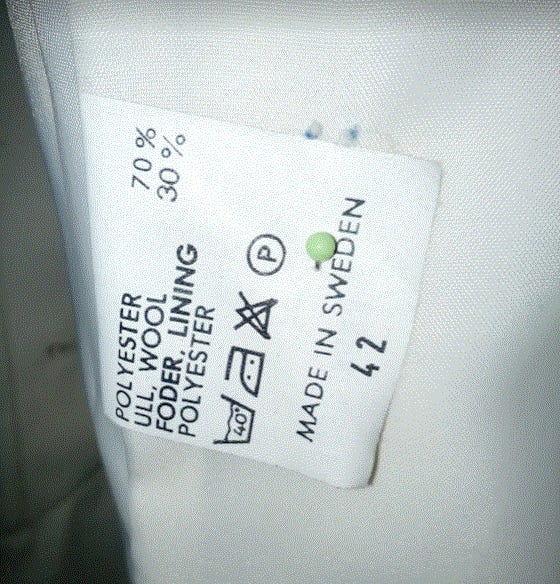 POLYESTER 70%
ULL, WOOL 30%
FODER, LINING
POLYESTER
40° P
MADE IN SWEDEN
42